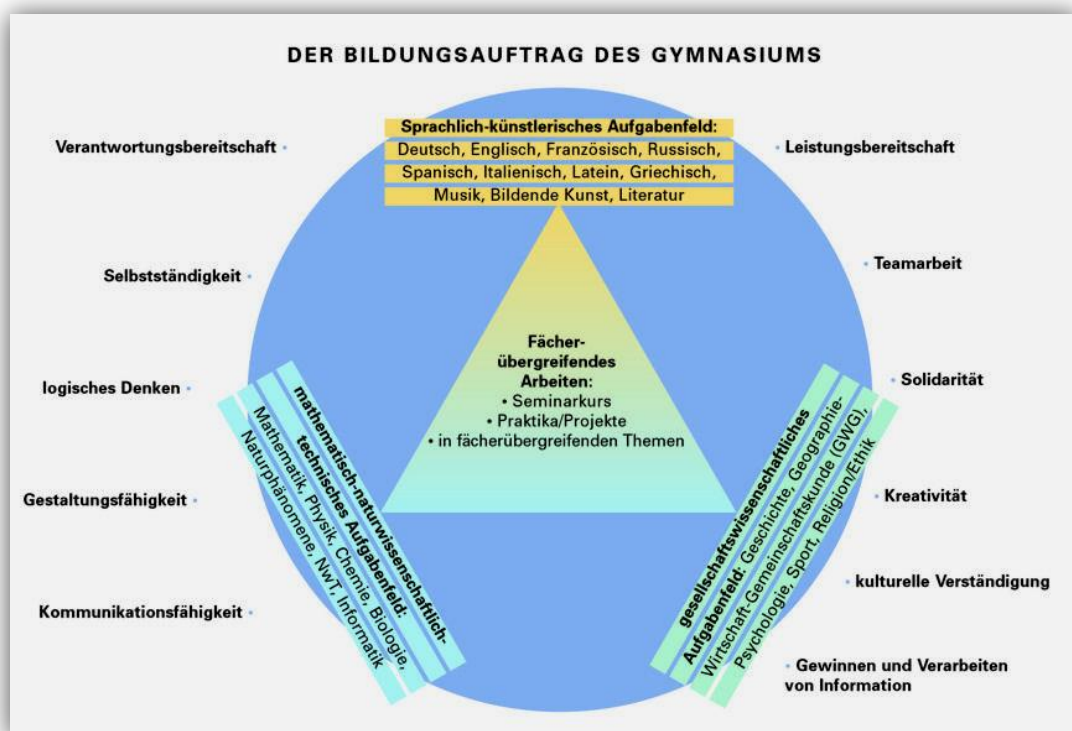 DER BILDUNGSAUFTRAG DES GYMNASIUMS
Sprachlich-künstlerisches Aufgabenfeld:
Deutsch, Englisch, Französisch, Russisch,
Spanisch, Italienisch, Latein, Griechisch,
Musik, Bildende Kunst, Literatur
Verantwortungsbereitschaft •
Selbstständigkeit •
logisches Denken •
Gestaltungsfähigkeit •
Kommunikationsfähigkeit •
Fächer-
übergreifendes
Arbeiten:
• Seminarkurs
• Praktika/Projekte
• in fächerübergreifenden Themen
mathematisch-naturwissenschaftlich-
technisches Aufgabenfeld:
Mathematik, Physik, Chemie, Biologie,
Naturphänomene, NwT, Informatik
gesellschaftswissenschaftliches
Aufgabenfeld: Geschichte, Geographie-
Wirtschaft-Gemeinschaftskunde (GWG),
Psychologie, Sport, Religion/Ethik
• Leistungsbereitschaft
• Teamarbeit
• Solidarität
• Kreativität
• kulturelle Verständigung
• Gewinnen und Verarbeiten
von Information